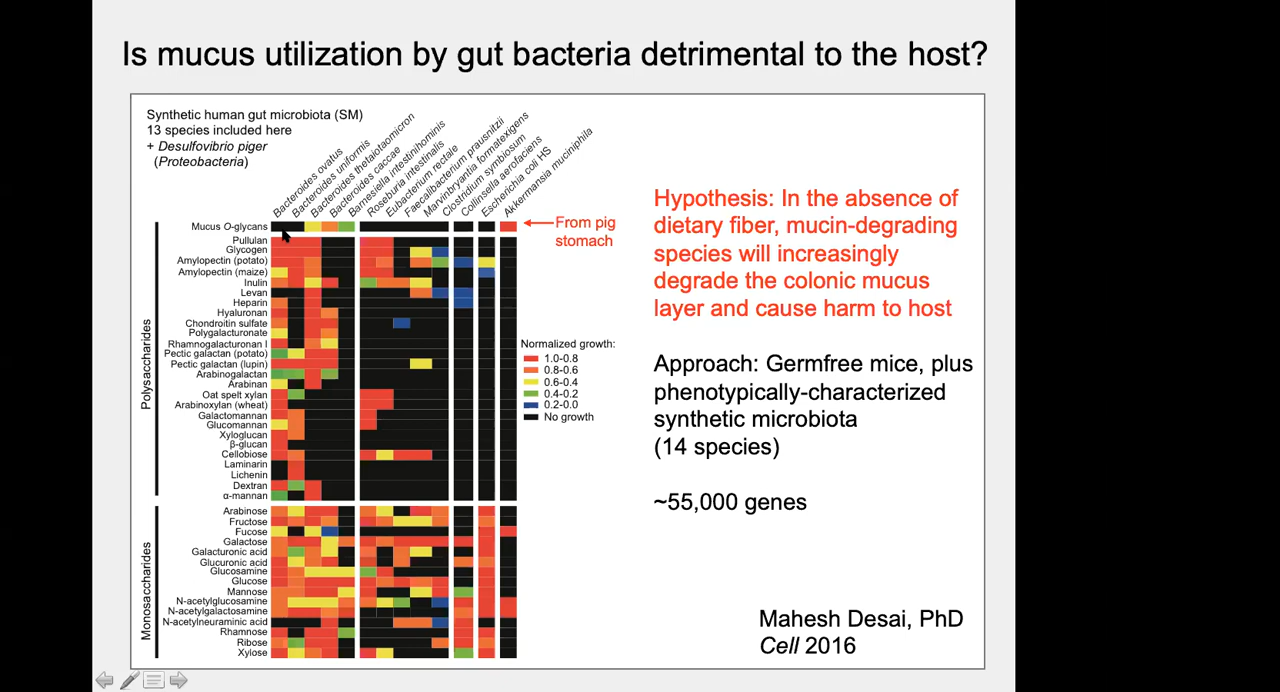 Is mucus utilization by gut bacteria detrimental to the host?
Synthetic human gut microbiota (SM)
13 species included here
+ Desulfovibrio piger
(Proteobacteria)
Bacteroides ovatus
Bacteroides uniformis
Bacteroides thetaiotaomicron
Bacteroides caccae
Barnesiella intestinihominis
Roseburia intestinalis
Eubacterium rectale
Faecalibacterium prausnitzii
Marvinbryantia formatexigens
Clostridium symbiosum
Collinsella aerofaciens
Escherichia coli HS
Akkermansia muciniphila
Mucus O-glycans
From pig
stomach
Polysaccharides
Pullulan
Glycogen
Amylopectin (potato)
Amylopectin (maize)
Inulin
Levan
Heparin
Hyaluronan
Chondroitin sulfate
Polygalacturonate
Rhamnogalacturonan I
Pectic galactan (potato)
Pectic galactan (lupin)
Arabinogalactan
Arabinan
Oat spelt xylan
Arabinoxylan (wheat)
Galactomannan
Glucomannan
Xyloglucan
β-glucan
Cellobiose
Laminarin
Lichenin
Dextran
α-mannan
Monosaccharides
Arabinose
Fructose
Fucose
Galactose
Galacturonic acid
Glucuronic acid
Glucosamine
Glucose
Mannose
N-acetylglucosamine
N-acetylgalactosamine
N-acetylneuraminic acid
Rhamnose
Ribose
Xylose
Normalized growth:
1.0-0.8
0.8-0.6
0.6-0.4
0.4-0.2
0.2-0.0
No growth
Hypothesis: In the absence of
dietary fiber, mucin-degrading
species will increasingly
degrade the colonic mucus
layer and cause harm to host
Approach: Germfree mice, plus
phenotypically-characterized
synthetic microbiota
(14 species)
~55,000 genes
Mahesh Desai, PhD
Cell 2016